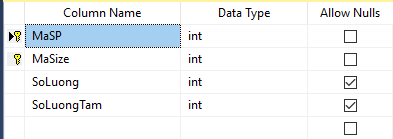 Column Name Data Type Allow Nulls
MaSP int
MaSize int
SoLuong int
SoLuongTam int